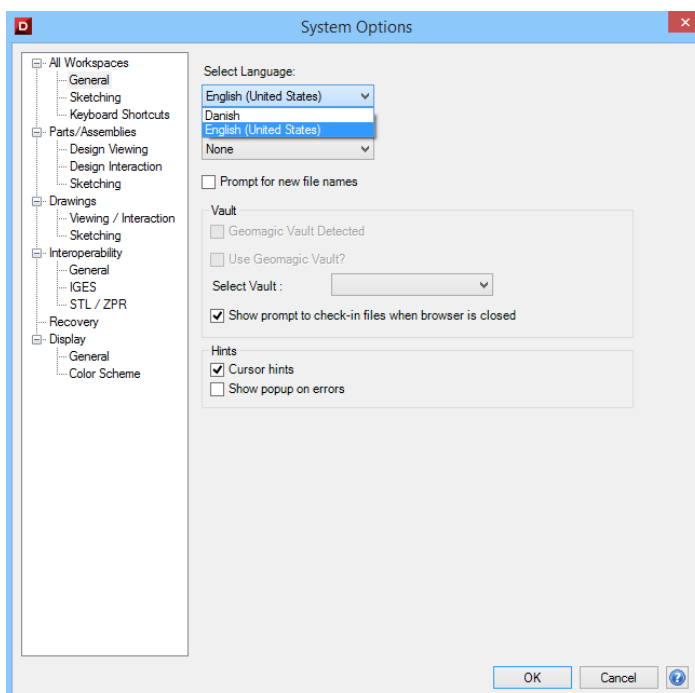 D
System Options
All Workspaces
General
Sketching
Keyboard Shortcuts
Parts/Assemblies
Design Viewing
Design Interaction
Sketching
Drawings
Viewing / Interaction
Sketching
Interoperability
General
IGES
STL / ZPR
Recovery
Display
General
Color Scheme
Select Language:
English (United States)
Danish
English (United States)
None
Prompt for new file names
Vault
Geomagic Vault Detected
Use Geomagic Vault?
Select Vault :
Show prompt to check-in files when browser is closed
Hints
Cursor hints
Show popup on errors
OK
Cancel
?